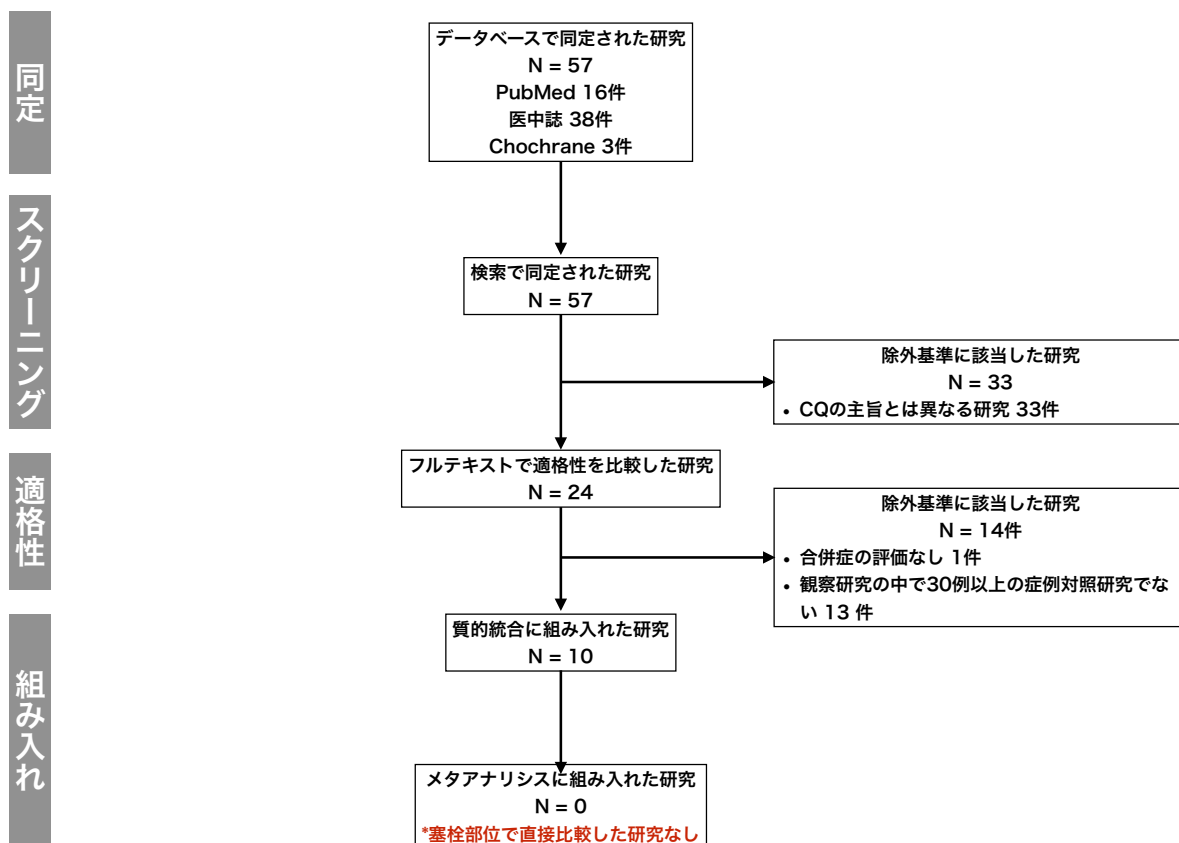 同定
データベースで同定された研究
N = 57
PubMed 16件
医中誌 38件
Chochrane 3件
スクリーニング
検索で同定された研究
N = 57
除外基準に該当した研究
N = 33
• CQの主旨とは異なる研究 33件
適格性
フルテキストで適格性を比較した研究
N = 24
除外基準に該当した研究
N = 14件
• 合併症の評価なし 1件
• 観察研究の中で30例以上の症例対照研究でな
い 13 件
組み入れ
質的統合に組み入れた研究
N = 10
メタアナリシスに組み入れた研究
N = 0
*塞栓部位で直接比較した研究なし